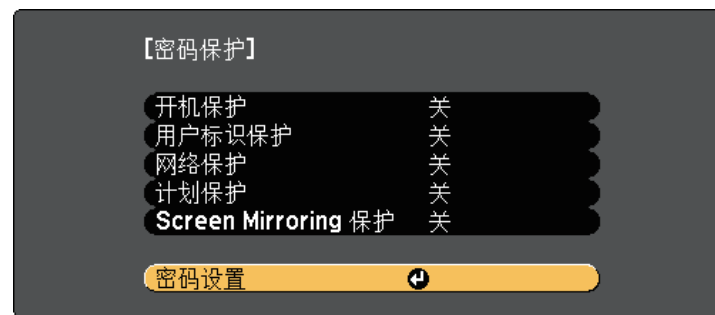 【密码保护】
开机保护 关
用户标识保护 关
网络保护 关
计划保护 关
Screen Mirroring 保护 关
密码设置